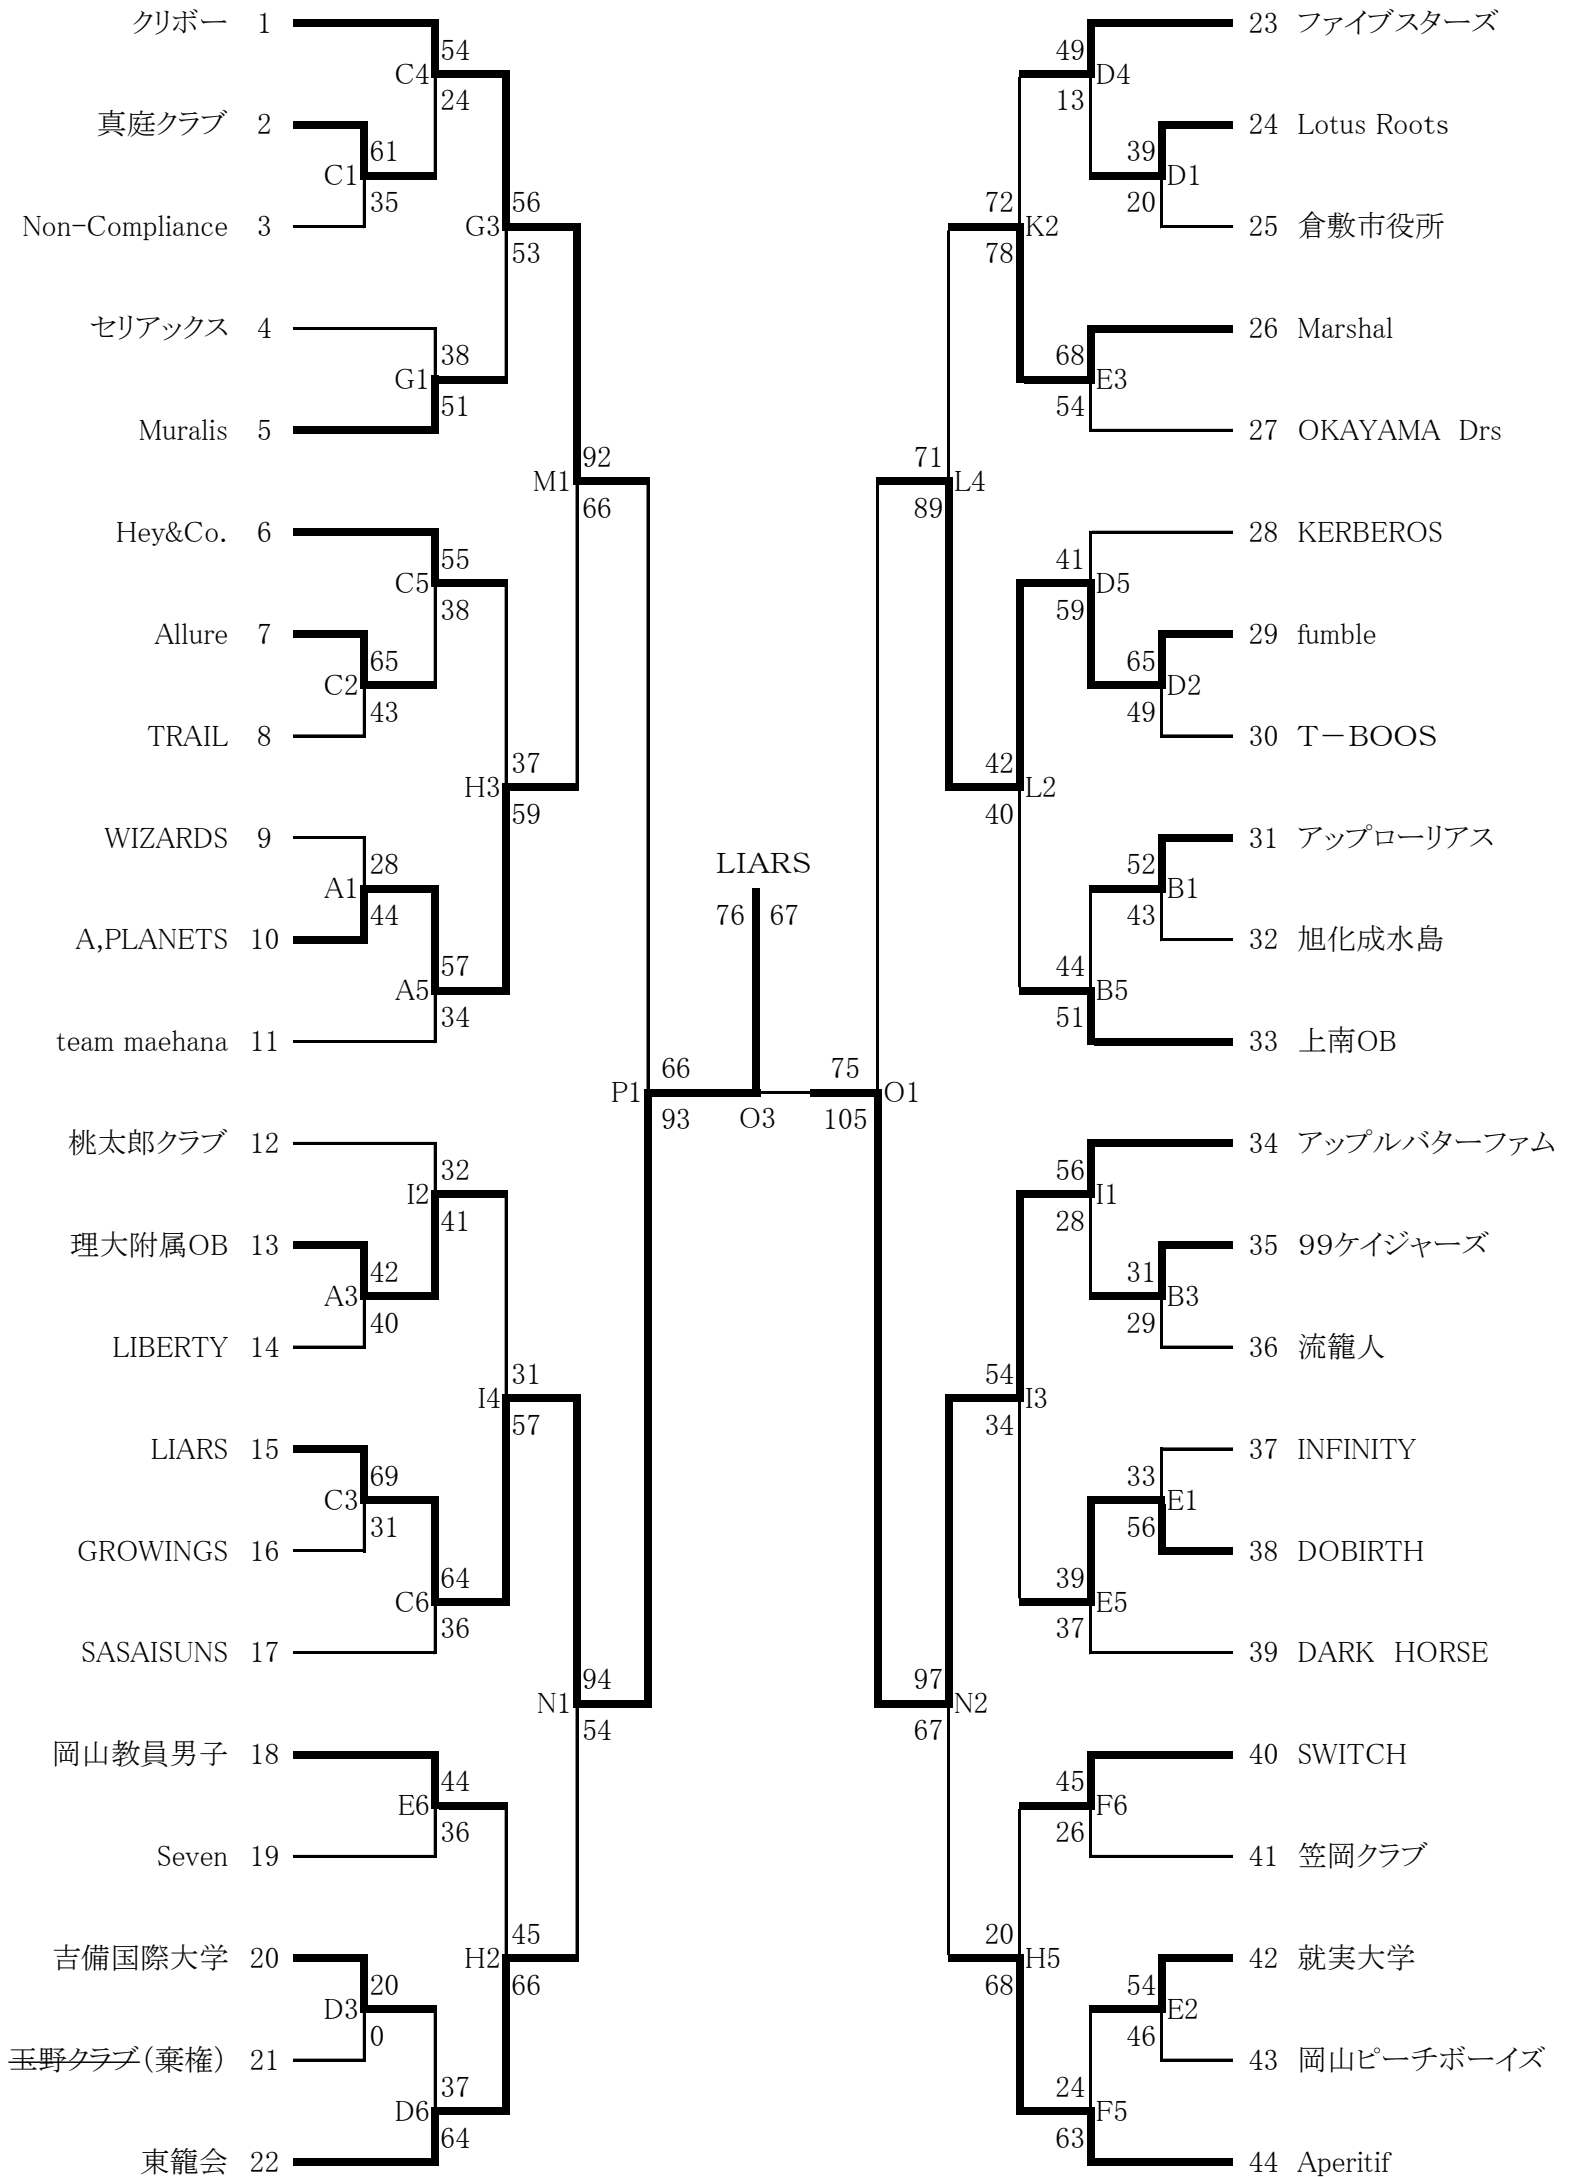 クリボー 1
54
C4
24
真庭クラブ 2
61
C1
35
Non-Compliance 3
56
G3
53
セリアックス 4
38
G1
51
Muralis 5
92
M1
66
Hey&Co. 6
55
C5
38
Allure 7
65
C2
43
TRAIL 8
37
H3
59
WIZARDS 9
28
A1
44
A,PLANETS 10
57
A5
34
team maehana 11
66
P1
93
桃太郎クラブ 12
32
I2
41
理大附属OB 13
42
A3
40
LIBERTY 14
31
I4
57
LIARS 15
69
C3
31
GROWINGS 16
64
C6
36
SASAISUNS 17
94
N1
54
岡山教員男子 18
44
E6
36
Seven 19
45
H2
66
吉備国際大学 20
20
D3
0
玉野クラブ(棄権) 21
37
D6
64
東籠会 22
LIARS
76 67
O3
23 ファイブスターズ
49
D4
13
24 Lotus Roots
39
D1
20
25 倉敷市役所
72
K2
78
26 Marshal
68
E3
54
27 OKAYAMA Drs
71
L4
89
28 KERBEROS
41
D5
59
29 fumble
65
D2
49
30 T－BOOS
42
L2
40
31 アップローリアス
52
B1
43
32 旭化成水島
44
B5
51
33 上南OB
75
O1
105
34 アップルバターファム
56
I1
28
35 99ケイジャーズ
31
B3
29
36 流籠人
54
I3
34
37 INFINITY
33
E1
56
38 DOBIRTH
39
E5
37
39 DARK HORSE
97
N2
67
40 SWITCH
45
F6
26
41 笠岡クラブ
20
H5
68
42 就実大学
54
E2
46
43 岡山ピーチボーイズ
24
F5
63
44 Aperitif